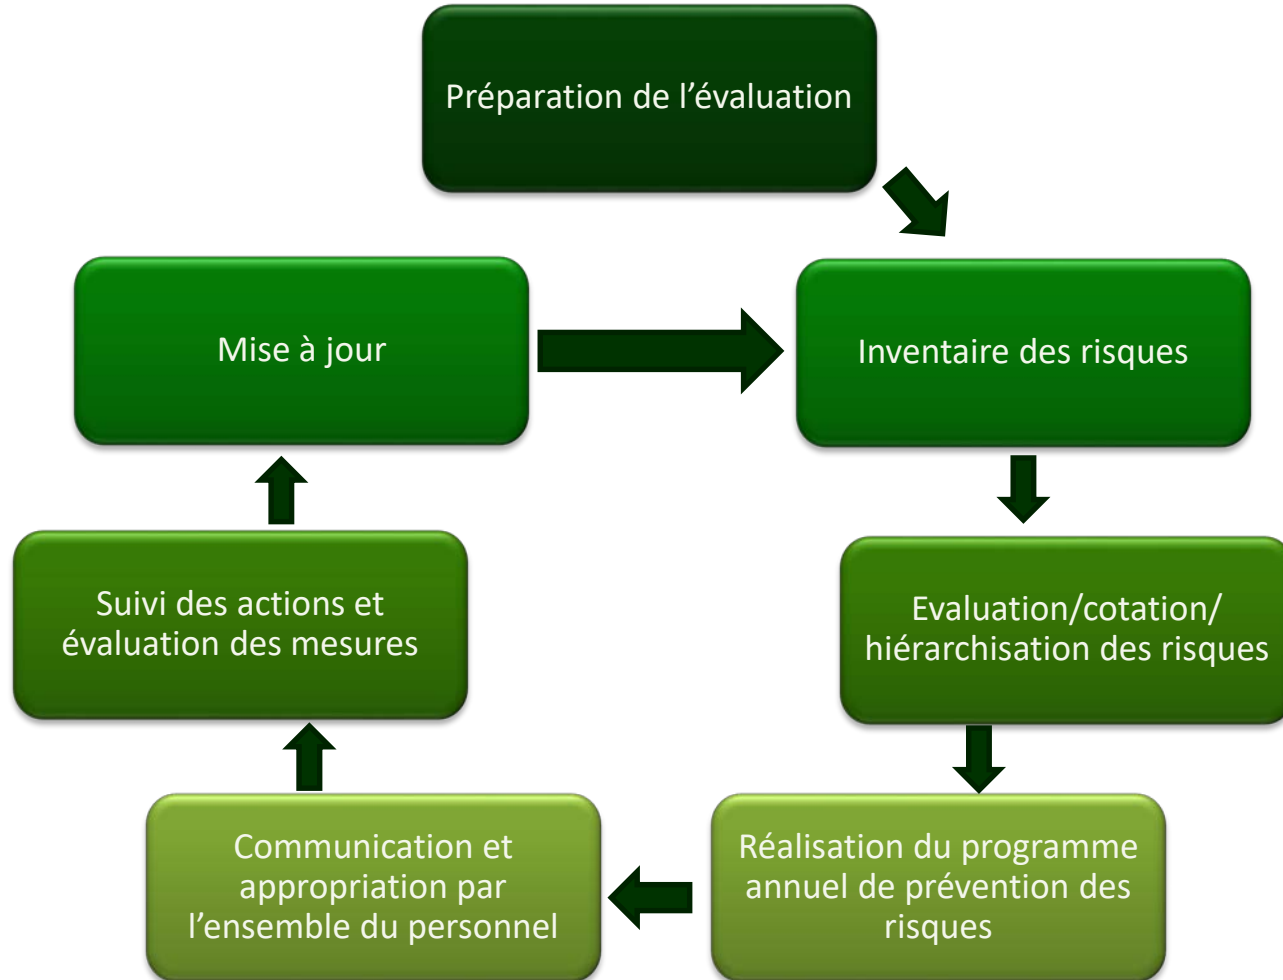 Préparation de l’évaluation
Mise à jour
Inventaire des risques
Suivi des actions et
évaluation des mesures
Evaluation/cotation/
hiérarchisation des risques
Communication et
appropriation par
l’ensemble du personnel
Réalisation du programme
annuel de prévention des
risques